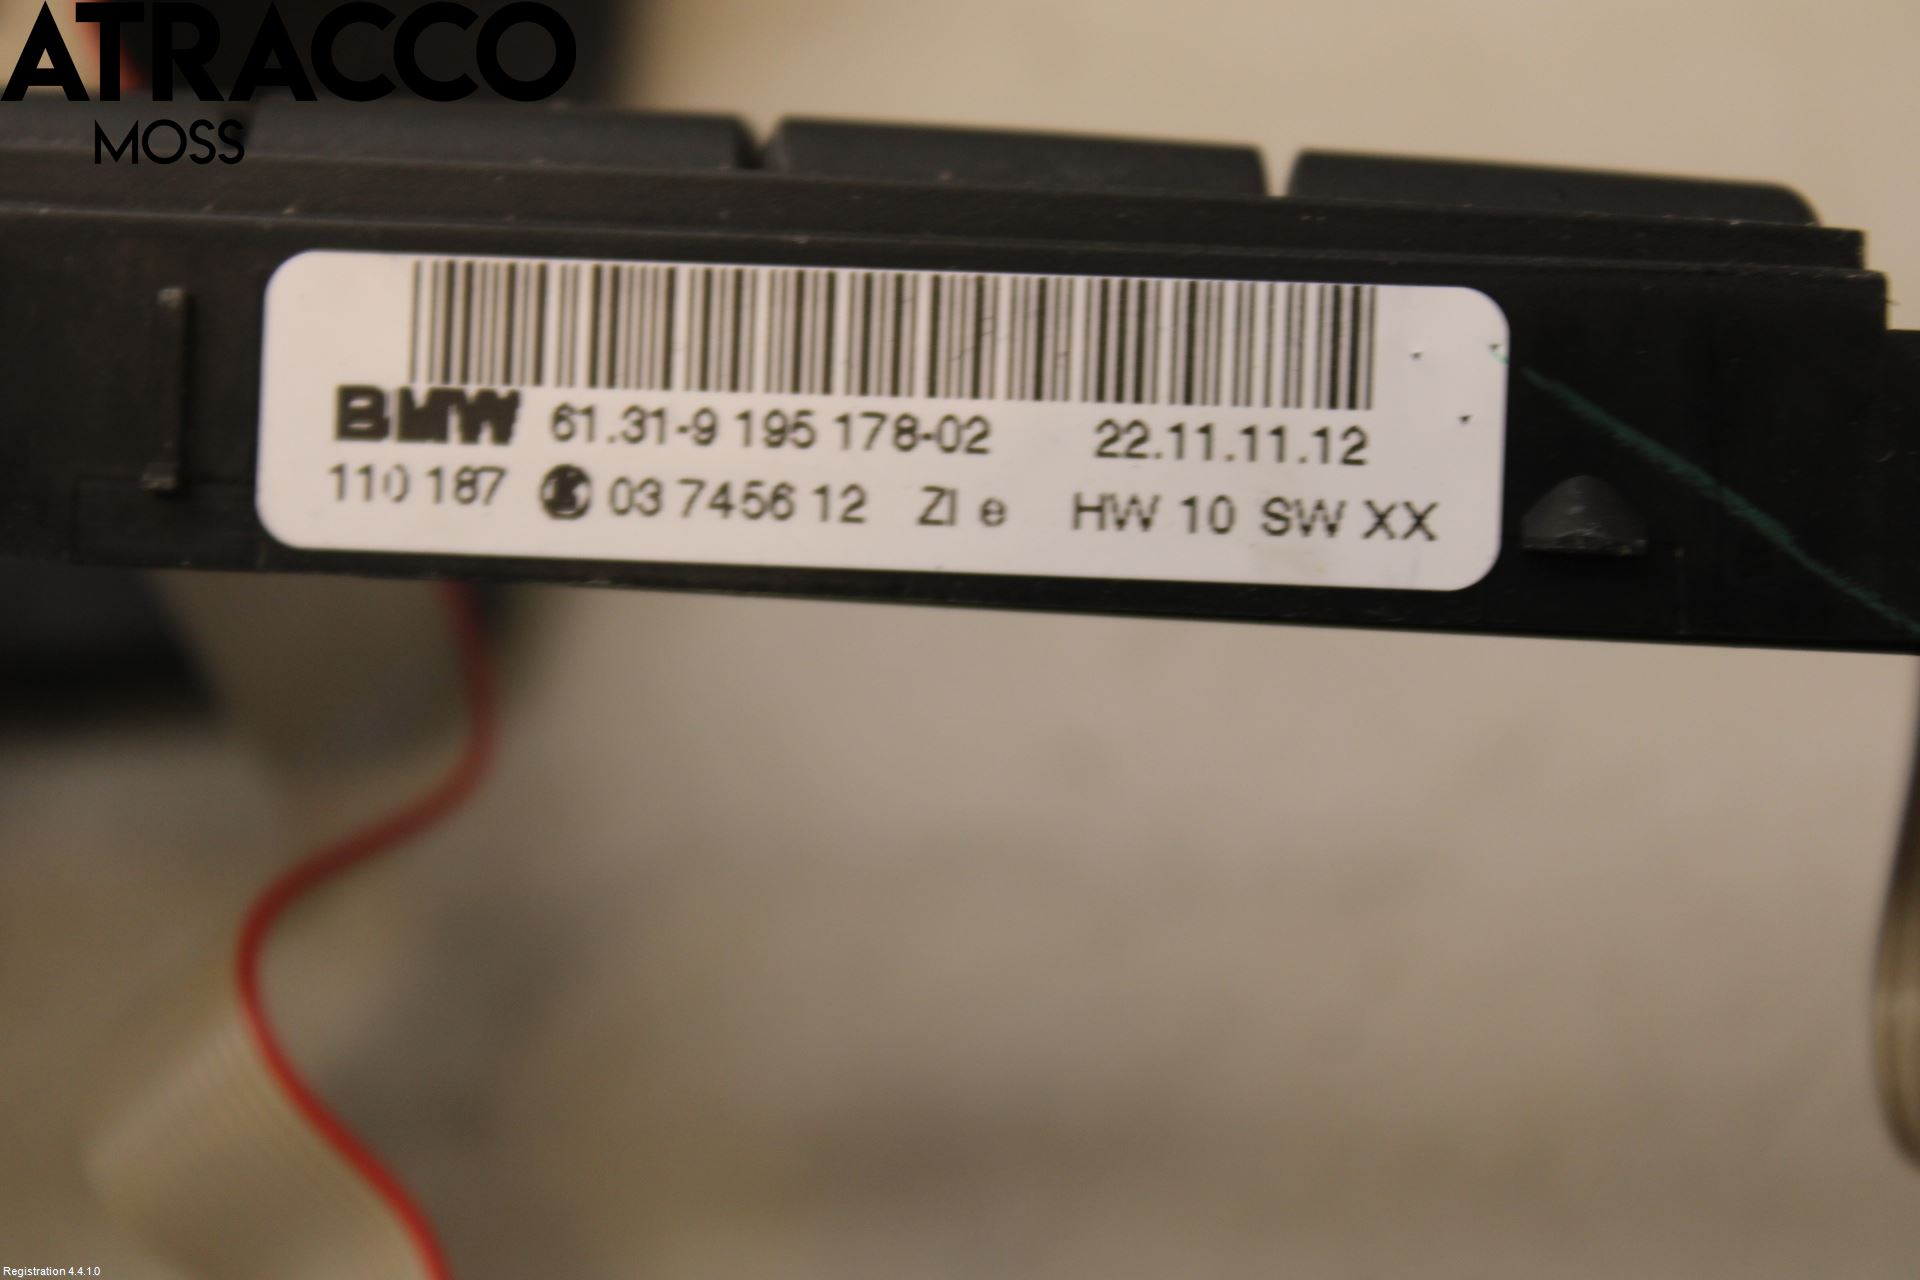 ATRACCO
MOSS
BMW 61.31-9 195 178-02 22.11.11.12
110 187 K 03 7456 12 ZI e HW 10 SW XX
Registration 4.4.1.0